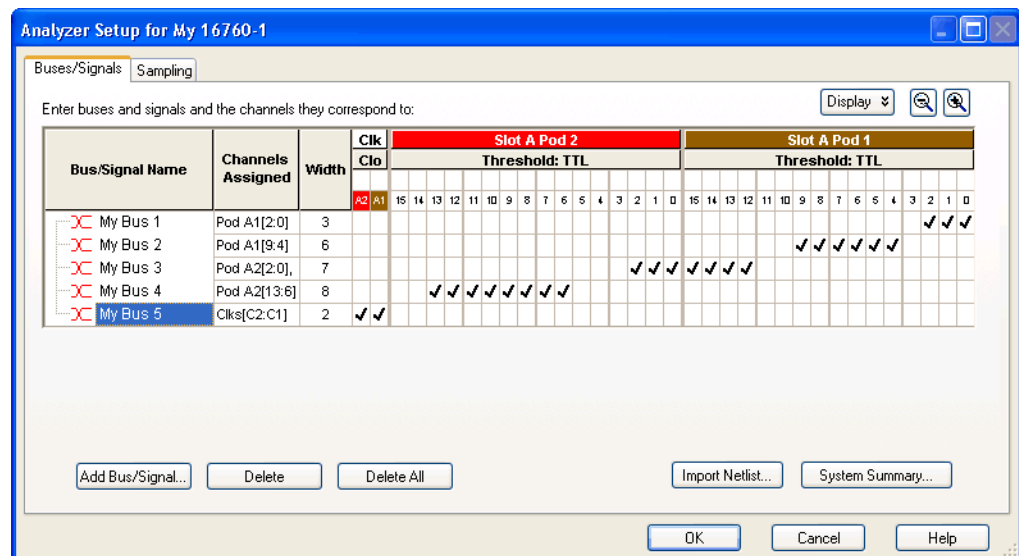 Analyzer Setup for My 16760-1
Buses/Signals Sampling
Enter buses and signals and the channels they correspond to:
Display
Bus/Signal Name Channels Assigned Width Clk Slot A Pod 2 Slot A Pod 1
Clo Threshold: TTL Threshold: TTL
A2 A1 15 14 13 12 11 10 9 8 7 6 5 4 3 2 1 0 15 14 13 12 11 10 9 8 7 6 5 4 3 2 1 0
My Bus 1 Pod A1[2:0] 3
My Bus 2 Pod A1[9:4] 6
My Bus 3 Pod A2[2:0], 7
My Bus 4 Pod A2[13:6] 8
My Bus 5 Clks[C2:C1] 2
Add Bus/Signal... Delete Delete All Import Netlist... System Summary...
OK Cancel Help